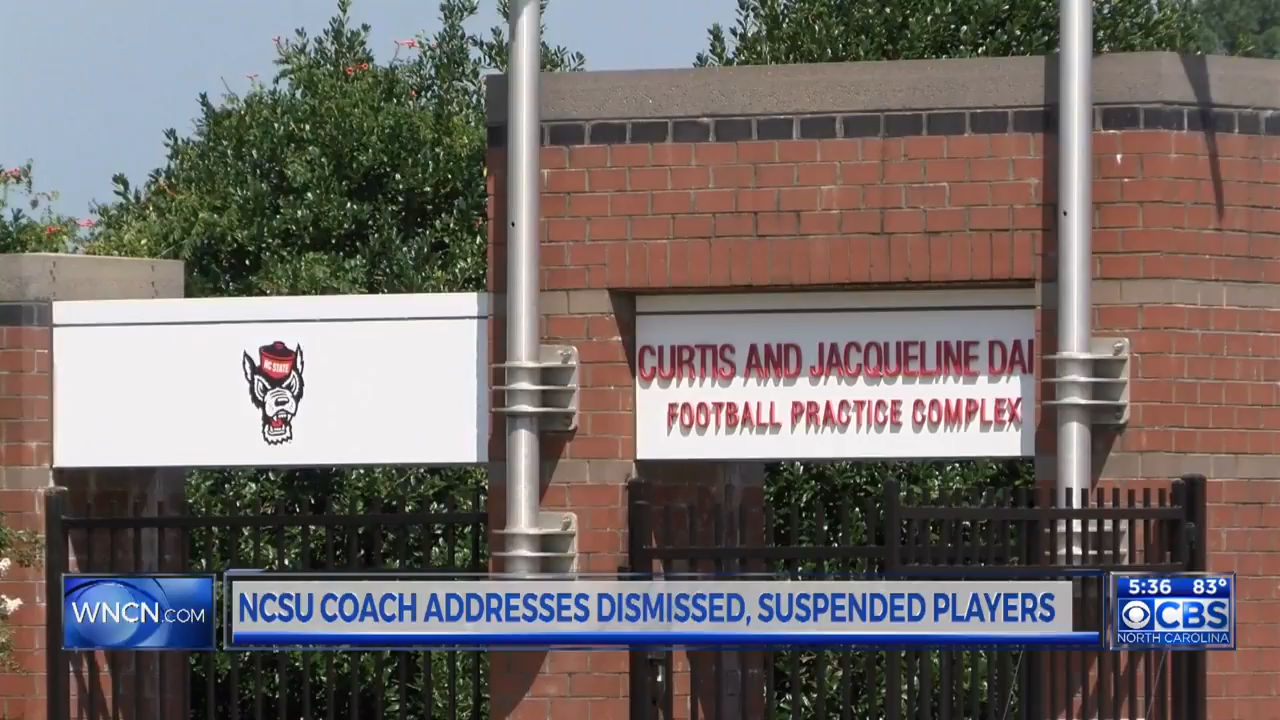 NC STATE
CURTIS AND JACQUELINE DAI
FOOTBALL PRACTICE COMPLEX
WNCN.COM
NCSU COACH ADDRESSES DISMISSED, SUSPENDED PLAYERS
5:36 83°
CBS
NORTH CAROLINA